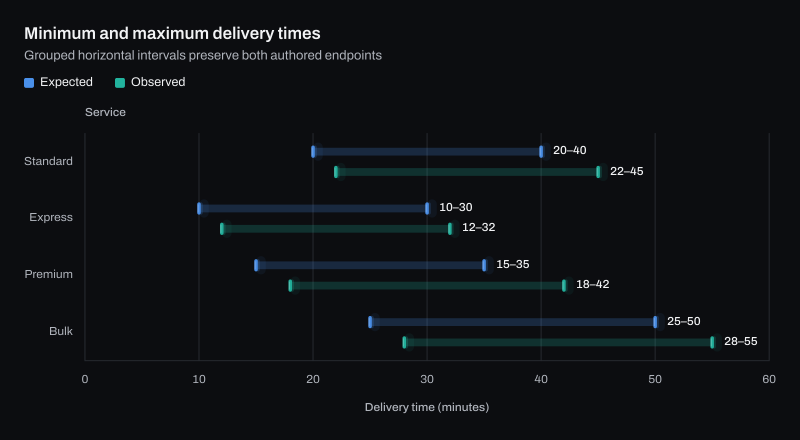 Minimum and maximum delivery times
Grouped horizontal intervals preserve both authored endpoints
Expected Observed
Service
Standard 20–40
22–45
Express 10–30
12–32
Premium 15–35
18–42
Bulk 25–50
28–55
0 10 20 30 40 50 60
Delivery time (minutes)